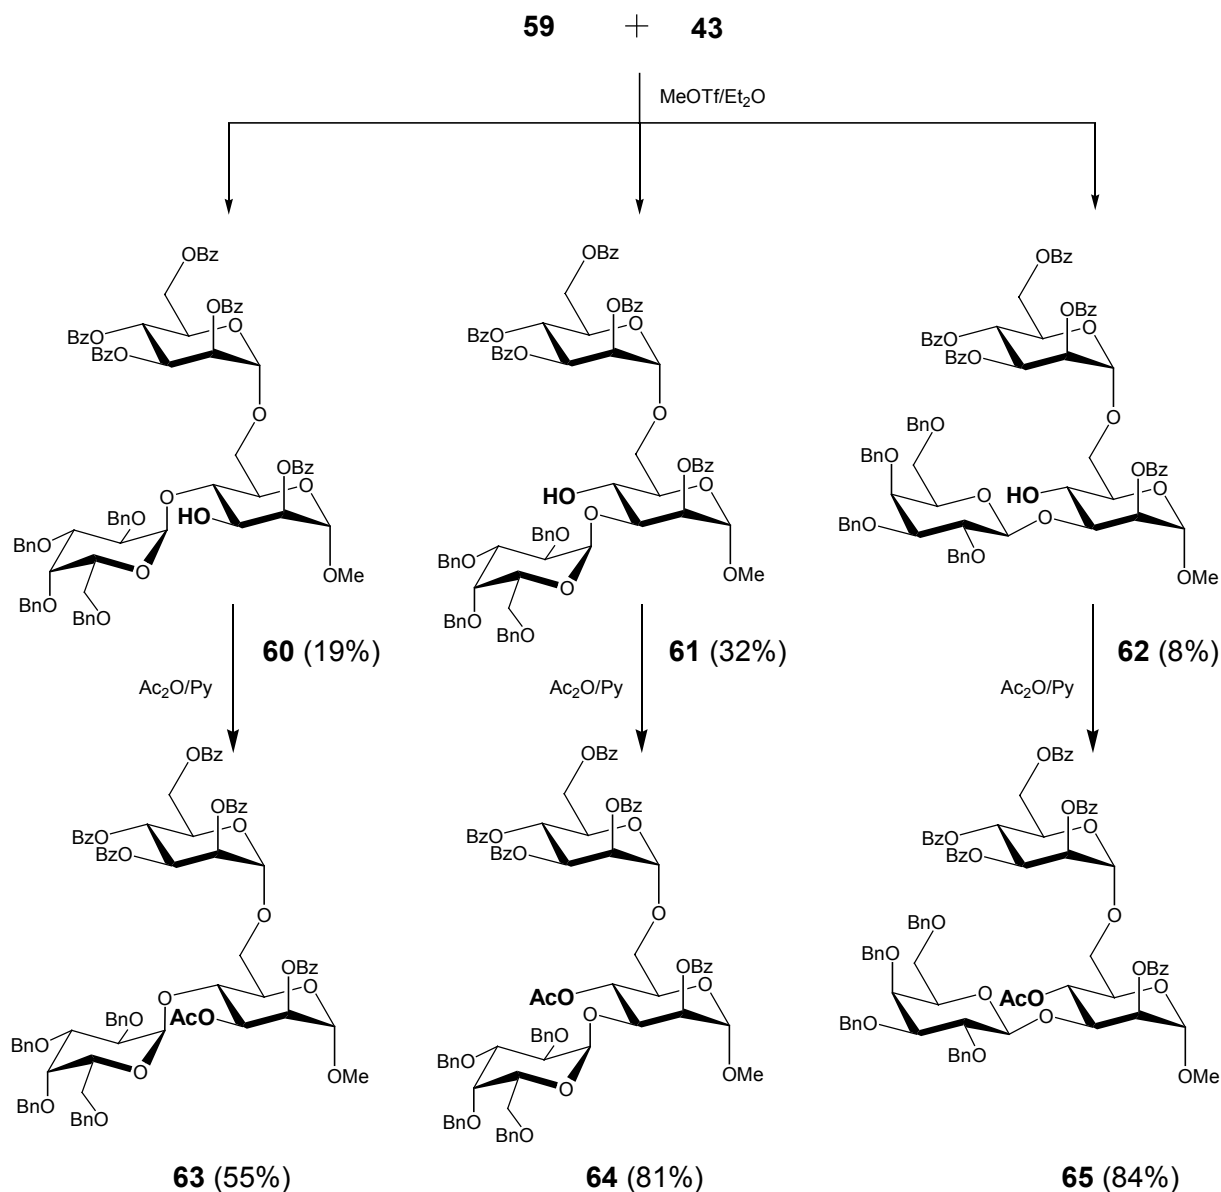 59 + 43
MeOTf/Et2O
OBz OBz OBz
OBz OBz OBz
BzO BzO BzO
BzO BzO BzO
O O O
O O O
BnO
BnO
OBz OBz OBz
O O O
HO HO HO
O O O
BnO BnO O
BnO BnO BnO
O O BnO
OMe OMe OMe
BnO BnO
BnO BnO
60 (19%) 61 (32%) 62 (8%)
Ac2O/Py Ac2O/Py Ac2O/Py
OBz OBz OBz
OBz OBz OBz
BzO BzO BzO
BzO BzO BzO
O O O
O O O
BnO
BnO
OBz OBz OBz
O O O
AcO AcO AcO
O O O
BnO BnO O
BnO BnO BnO
O O BnO
OMe OMe OMe
BnO BnO
BnO BnO
63 (55%) 64 (81%) 65 (84%)